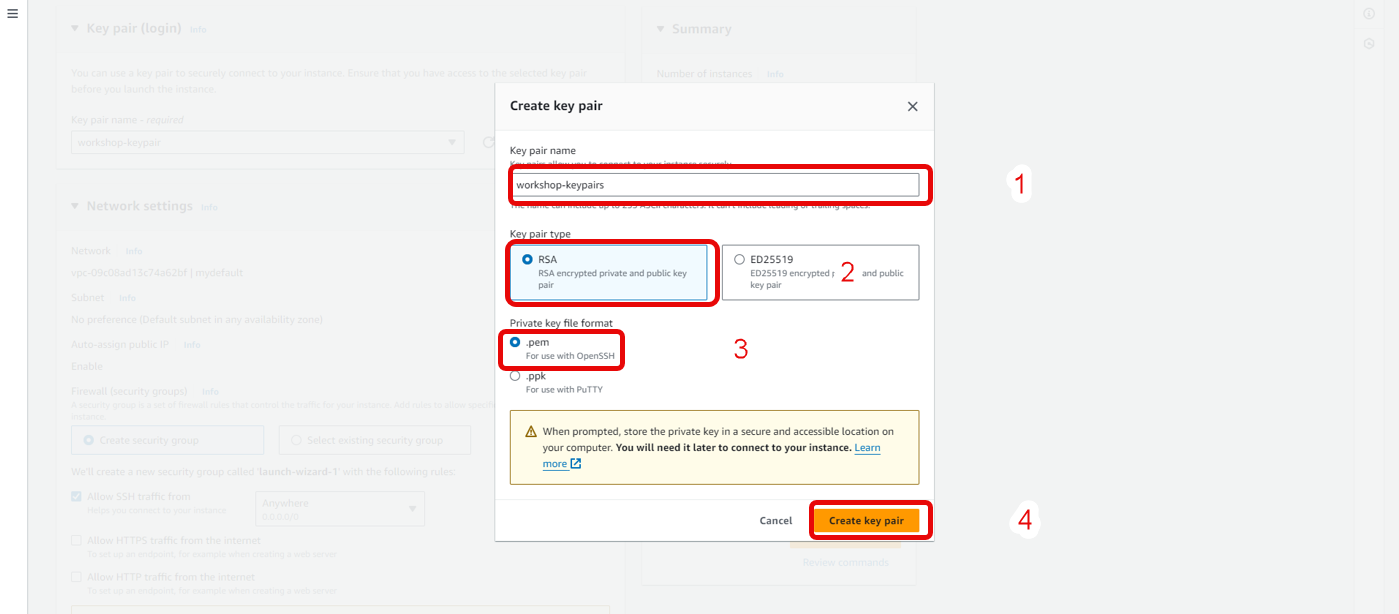 Key pair (login) Info
You can use a key pair to securely connect to your instance. Ensure that you have access to the selected key pair
before you launch the instance.
Key pair name - required
workshop-keypair
Network settings Info
Network Info
vpc-09c08ad13c74a62bf | mydefault
Subnet Info
No preference (Default subnet in any availability zone)
Auto-assign public IP Info
Enable
Firewall (security groups) Info
A security group is a set of firewall rules that control the traffic for your instance. Add rules to allow
instance.
Create security group
Select existing security group
We'll create a new security group called 'launch-wizard-1' with the following rules:
Allow SSH traffic from
Helps you connect to your instance
Anywhere
0.0.0.0/0
Allow HTTPS traffic from the internet
To set up an endpoint, for example when creating a web server
Allow HTTP traffic from the internet
To set up an endpoint, for example when creating a web server
Summary
Number of instances Info
Review commands
Create key pair
Key pair name
Key pairs allow you to connect to your instance securely.
workshop-keypairs
1
The name can include up to 255 ASCII characters. It can't include leading or trailing spaces.
Key pair type
RSA
RSA encrypted private and public key
pair
ED25519
ED25519 encrypted and public
key pair
2
Private key file format
.pem
For use with OpenSSH
3
.ppk
For use with PuTTY
When prompted, store the private key in a secure and accessible location on
your computer. You will need it later to connect to your instance. Learn
more
Cancel
Create key pair
4